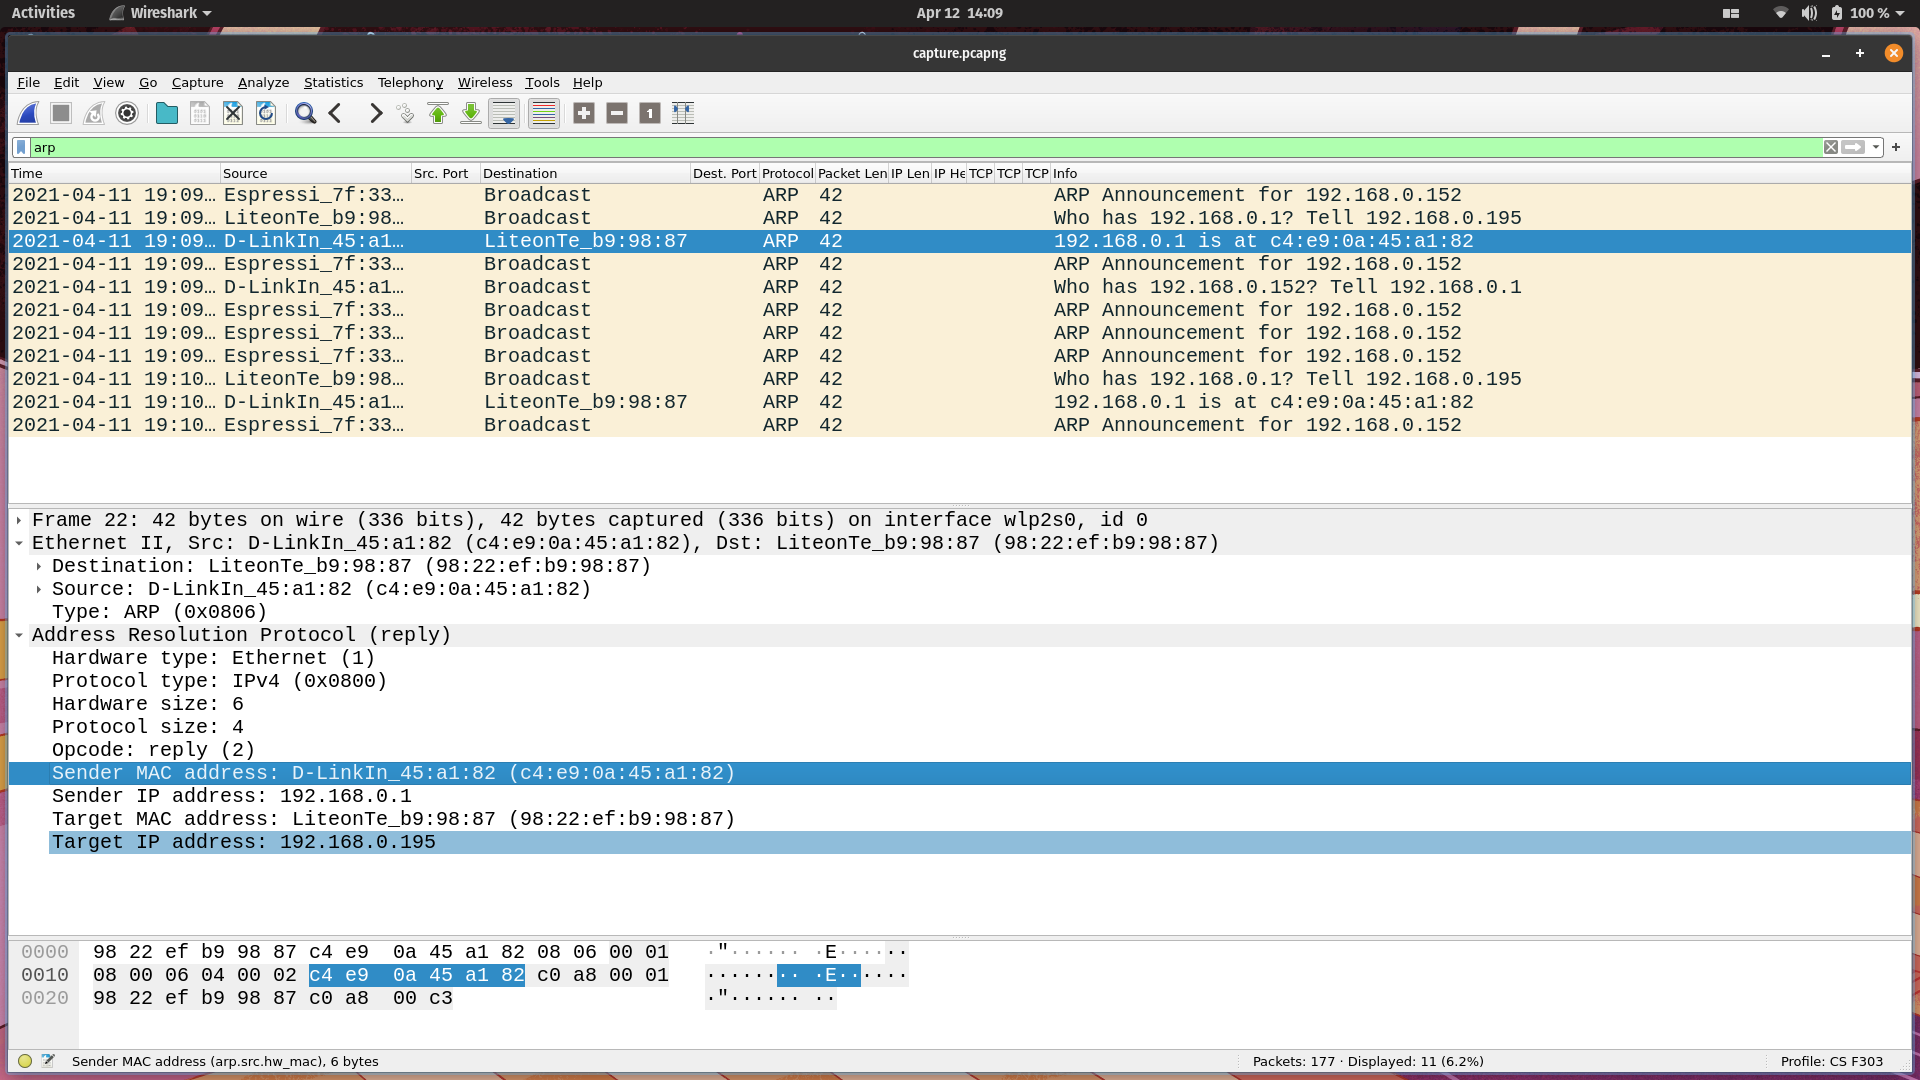 Activities Wireshark Apr 12 14:09 100 %
capture.pcapng
File Edit View Go Capture Analyze Statistics Telephony Wireless Tools Help
arp
Time Source Src. Port Destination Dest. Port Protocol Packet Len IP Len IP He TCP TCP TCP Info
2021-04-11 19:09… Espressi_7f:33… Broadcast ARP 42 ARP Announcement for 192.168.0.152
2021-04-11 19:09… LiteonTe_b9:98… Broadcast ARP 42 Who has 192.168.0.1? Tell 192.168.0.195
2021-04-11 19:09… D-LinkIn_45:a1… LiteonTe_b9:98:87 ARP 42 192.168.0.1 is at c4:e9:0a:45:a1:82
2021-04-11 19:09… Espressi_7f:33… Broadcast ARP 42 ARP Announcement for 192.168.0.152
2021-04-11 19:09… D-LinkIn_45:a1… Broadcast ARP 42 Who has 192.168.0.152? Tell 192.168.0.1
2021-04-11 19:09… Espressi_7f:33… Broadcast ARP 42 ARP Announcement for 192.168.0.152
2021-04-11 19:09… Espressi_7f:33… Broadcast ARP 42 ARP Announcement for 192.168.0.152
2021-04-11 19:09… Espressi_7f:33… Broadcast ARP 42 ARP Announcement for 192.168.0.152
2021-04-11 19:10… LiteonTe_b9:98… Broadcast ARP 42 Who has 192.168.0.1? Tell 192.168.0.195
2021-04-11 19:10… D-LinkIn_45:a1… LiteonTe_b9:98:87 ARP 42 192.168.0.1 is at c4:e9:0a:45:a1:82
2021-04-11 19:10… Espressi_7f:33… Broadcast ARP 42 ARP Announcement for 192.168.0.152
Frame 22: 42 bytes on wire (336 bits), 42 bytes captured (336 bits) on interface wlp2s0, id 0
Ethernet II, Src: D-LinkIn_45:a1:82 (c4:e9:0a:45:a1:82), Dst: LiteonTe_b9:98:87 (98:22:ef:b9:98:87)
Destination: LiteonTe_b9:98:87 (98:22:ef:b9:98:87)
Source: D-LinkIn_45:a1:82 (c4:e9:0a:45:a1:82)
Type: ARP (0x0806)
Address Resolution Protocol (reply)
Hardware type: Ethernet (1)
Protocol type: IPv4 (0x0800)
Hardware size: 6
Protocol size: 4
Opcode: reply (2)
Sender MAC address: D-LinkIn_45:a1:82 (c4:e9:0a:45:a1:82)
Sender IP address: 192.168.0.1
Target MAC address: LiteonTe_b9:98:87 (98:22:ef:b9:98:87)
Target IP address: 192.168.0.195
0000 98 22 ef b9 98 87 c4 e9 0a 45 a1 82 08 06 00 01 ·"······ ·E······
0010 08 00 06 04 00 02 c4 e9 0a 45 a1 82 c0 a8 00 01 ········ ·E······
0020 98 22 ef b9 98 87 c0 a8 00 c3 ·"······ ··
Sender MAC address (arp.src.hw_mac), 6 bytes Packets: 177 · Displayed: 11 (6.2%) Profile: CS F303